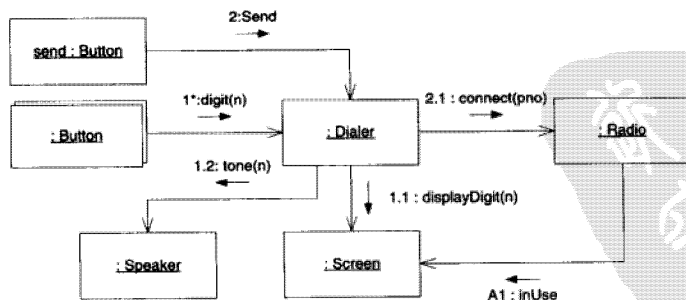 2:Send
send : Button
1*:digit(n)
2.1 : connect(pno)
: Button
: Dialer
: Radio
1.2: tone(n)
1.1 : displayDigit(n)
: Speaker
: Screen
A1 : inUse